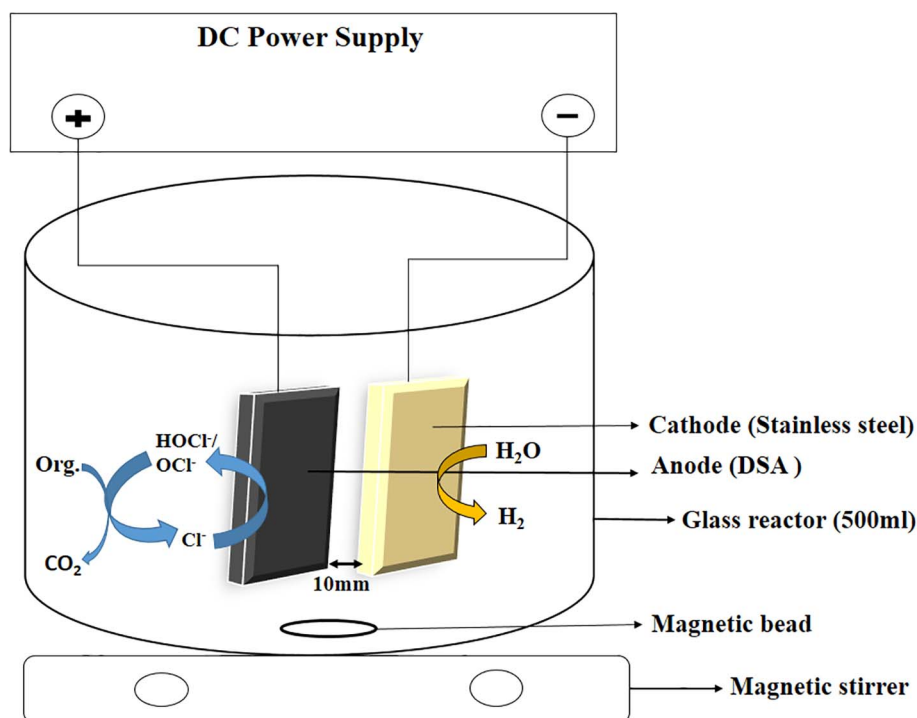 DC Power Supply
+
−
HOCl⁻/
OCl⁻
Org.
Cl⁻
CO₂
H₂O
H₂
10mm
Cathode (Stainless steel)
Anode (DSA )
Glass reactor (500ml)
Magnetic bead
Magnetic stirrer